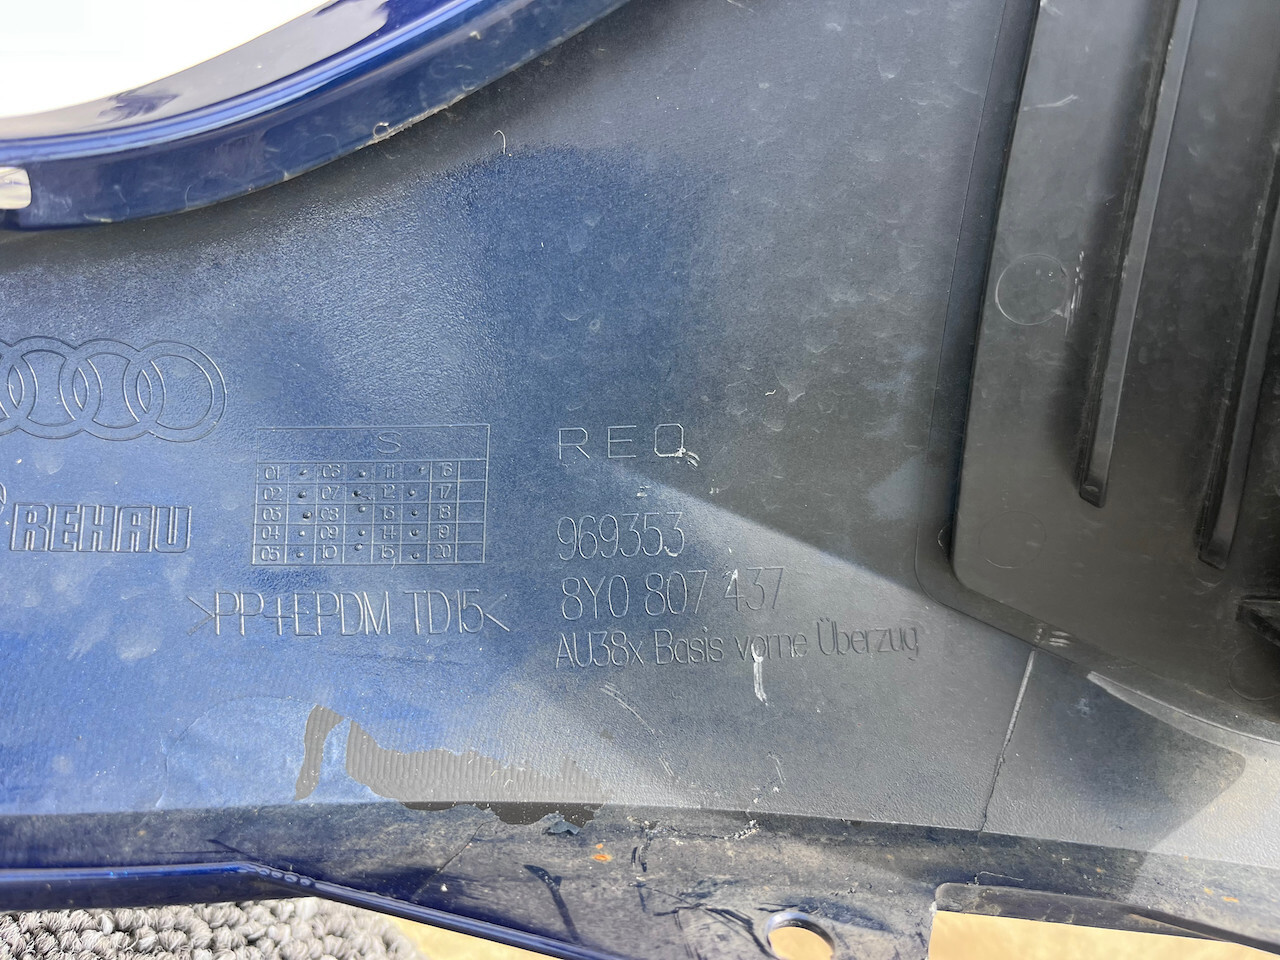 S
01 06 11 16
02 07 12 17
03 08 13 18
04 09 14 19
05 10 15 20
REHAU
>PP+EPDM TD15<
REQ
969353
8Y0 807 437
AU38x Basis vorne Überzug